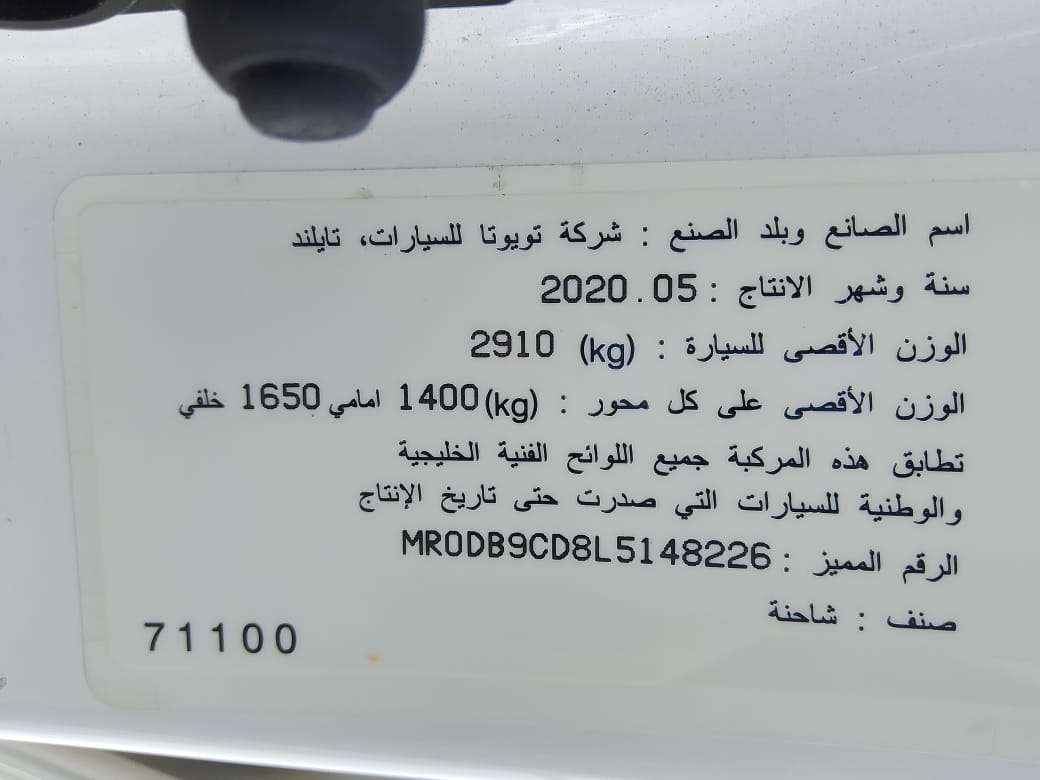 اسم الصانع وبلد الصنع : شركة تويوتا للسيارات، تايلند
سنة وشهر الانتاج : 2020.05
الوزن الأقصى للسيارة : (kg) 2910
الوزن الأقصى على كل محور : (kg) 1400 امامي 1650 خلفي
تطابق هذه المركبة جميع اللوائح الفنية الخليجية
والوطنية للسيارات التي صدرت حتى تاريخ الإنتاج
الرقم المميز : MR0DB9CD8L5148226
صنف : شاحنة
71100